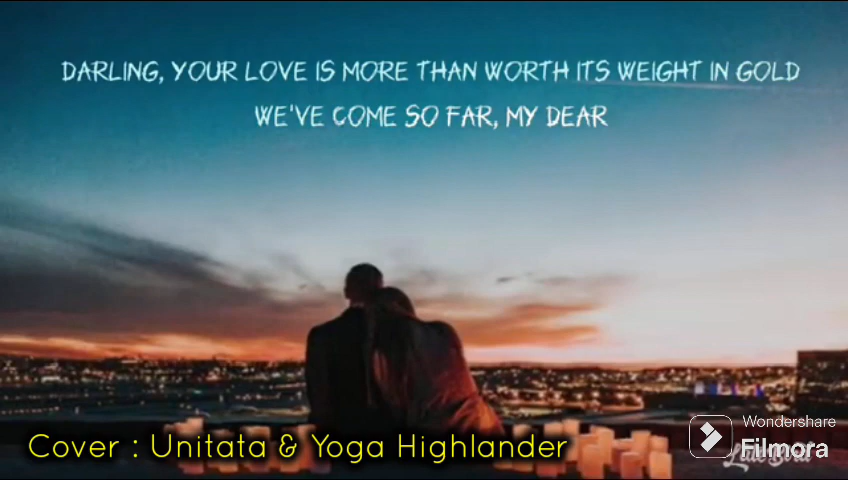 DARLING, YOUR LOVE IS MORE THAN WORTH ITS WEIGHT IN GOLD
WE'VE COME SO FAR, MY DEAR
Cover : Unitata & Yoga Highlander
Wondershare
Filmora